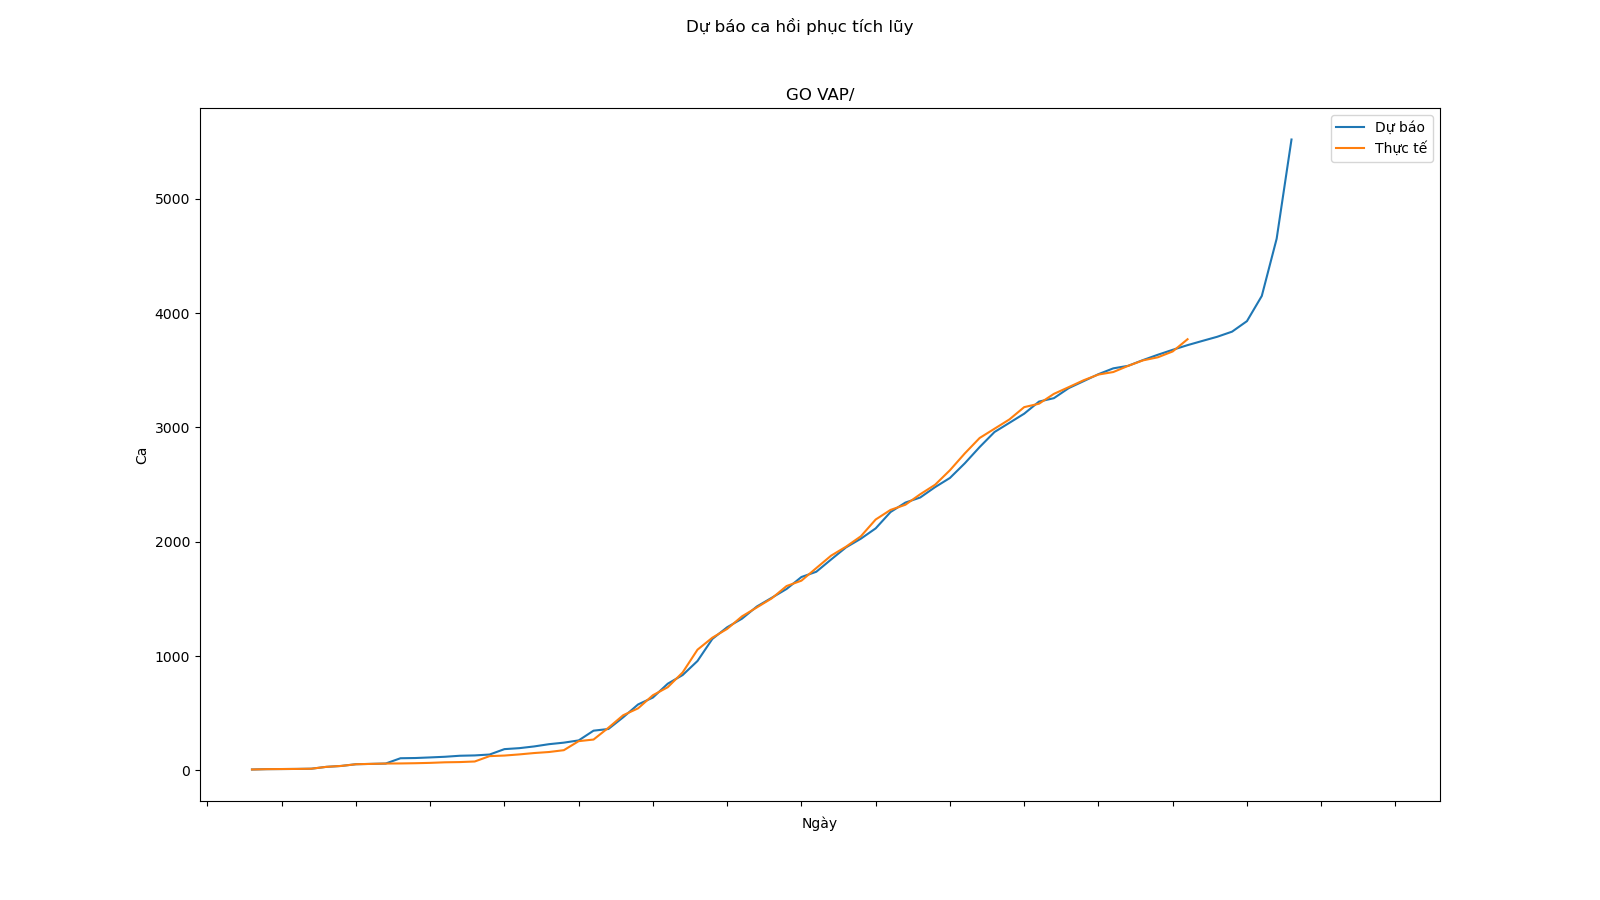 Dự báo ca hồi phục tích lũy
GO VAP/
Dự báo
Thực tế
5000
4000
3000
2000
1000
0
Ca
Ngày